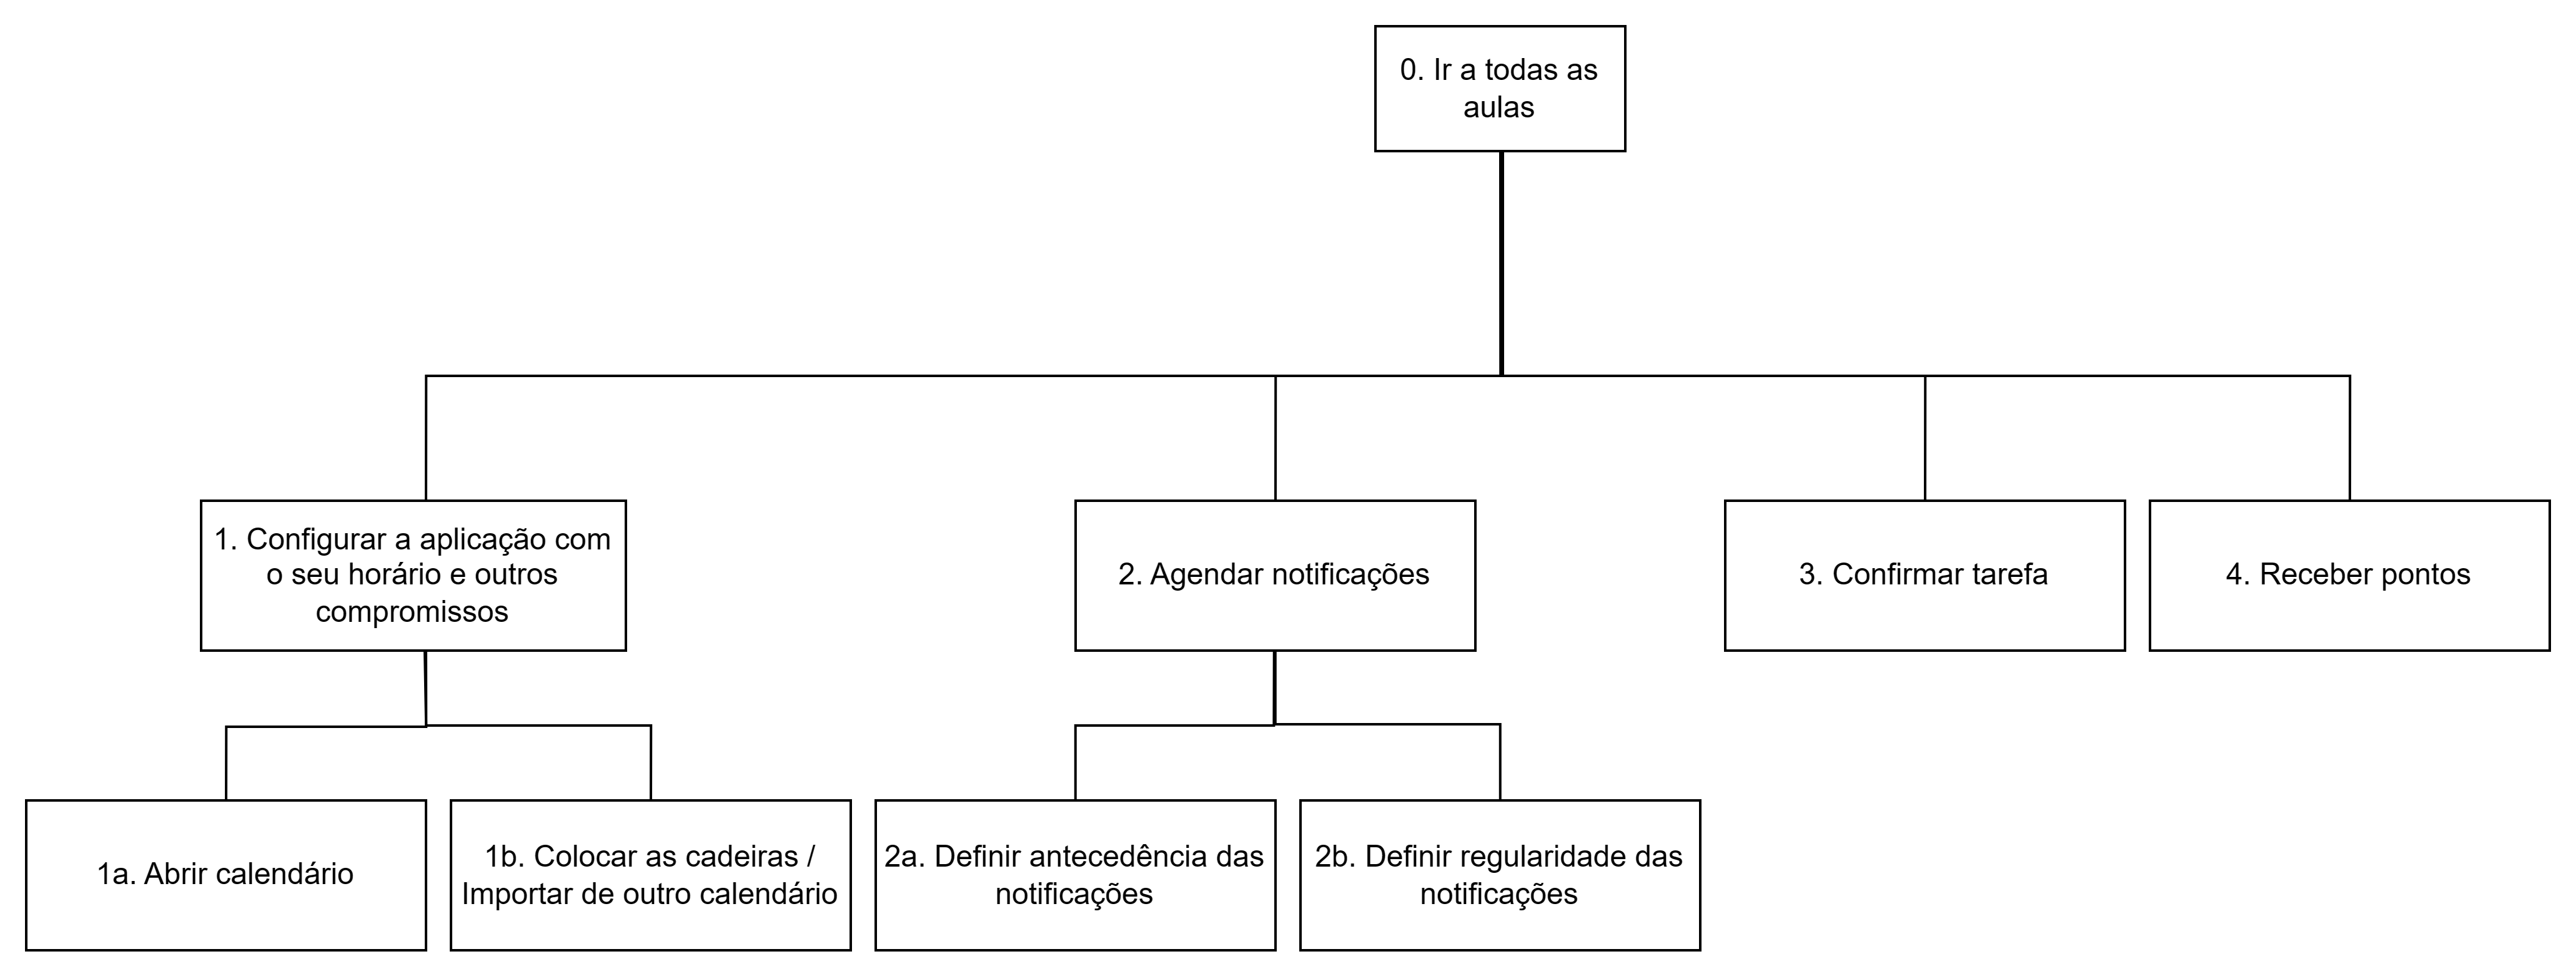 0. Ir a todas as
aulas
1. Configurar a aplicação com
o seu horário e outros
compromissos
2. Agendar notificações
3. Confirmar tarefa
4. Receber pontos
1a. Abrir calendário
1b. Colocar as cadeiras /
Importar de outro calendário
2a. Definir antecedência das
notificações
2b. Definir regularidade das
notificações